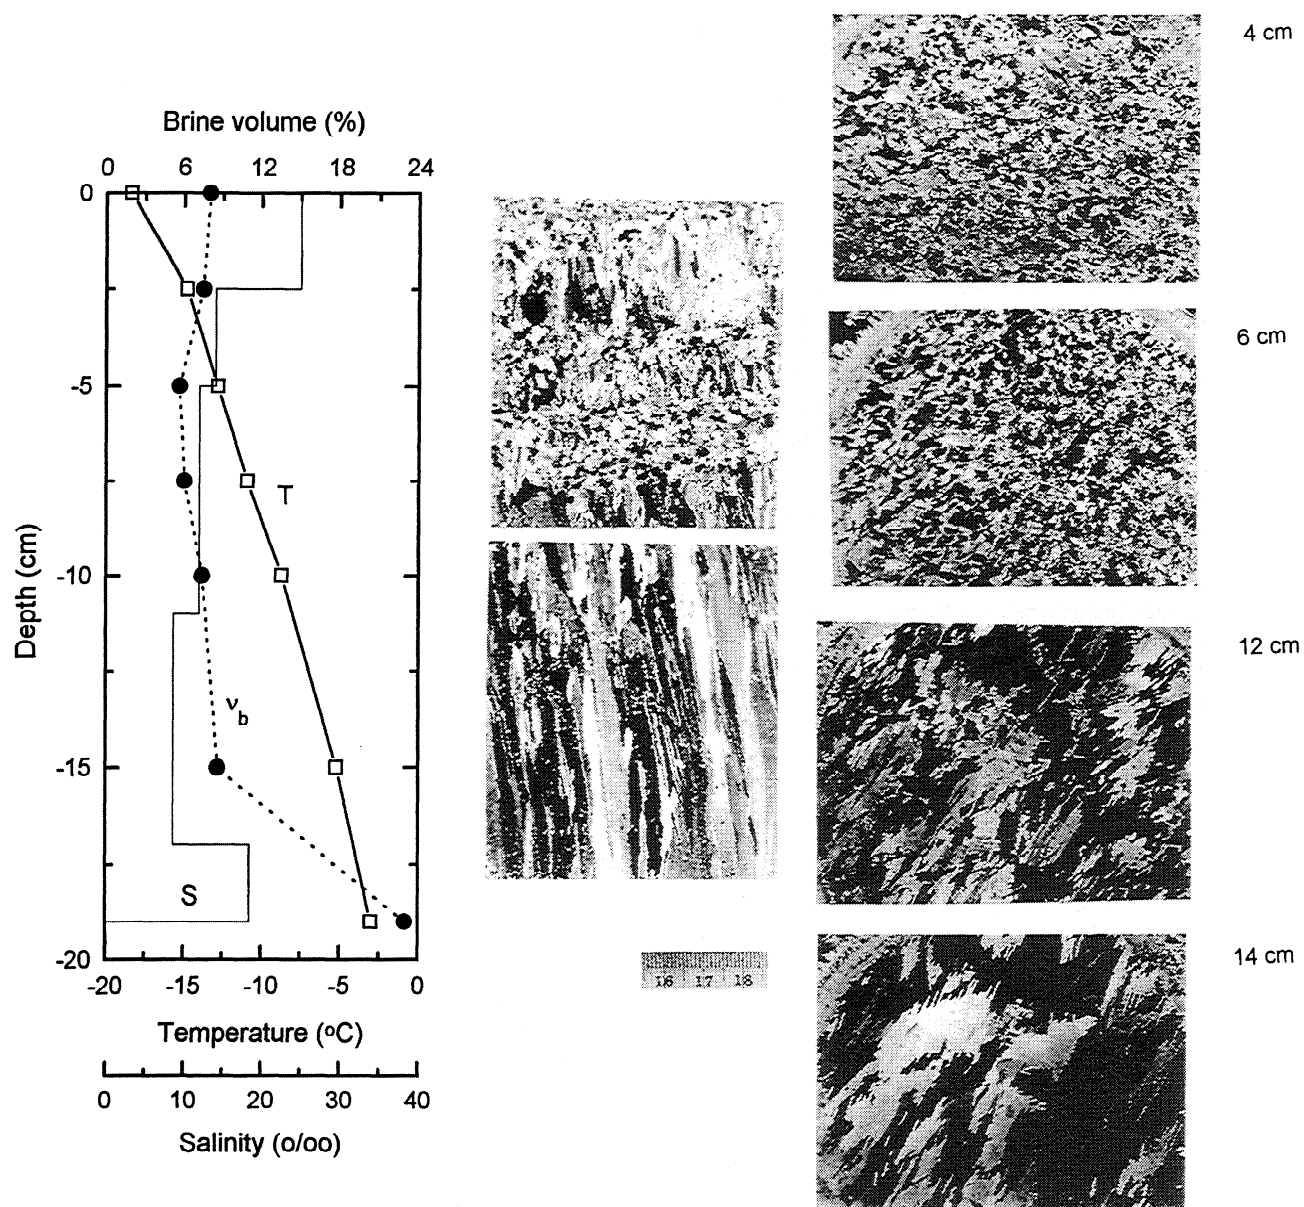 Brine volume (%)
0 6 12 18 24
0
-5
-10
-15
-20
Depth (cm)
T
νb
S
-20 -15 -10 -5 0
Temperature (°C)
0 10 20 30 40
Salinity (o/oo)
16 17 18
4 cm
6 cm
12 cm
14 cm